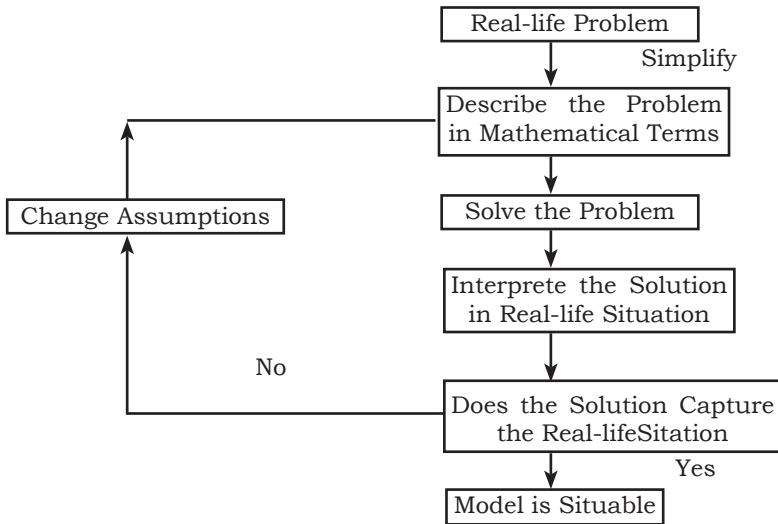 Real-life Problem
Simplify
Describe the Problem
in Mathematical Terms
Change Assumptions
Solve the Problem
Interprete the Solution
in Real-life Situation
No
Does the Solution Capture
the Real-lifeSitation
Yes
Model is Situable